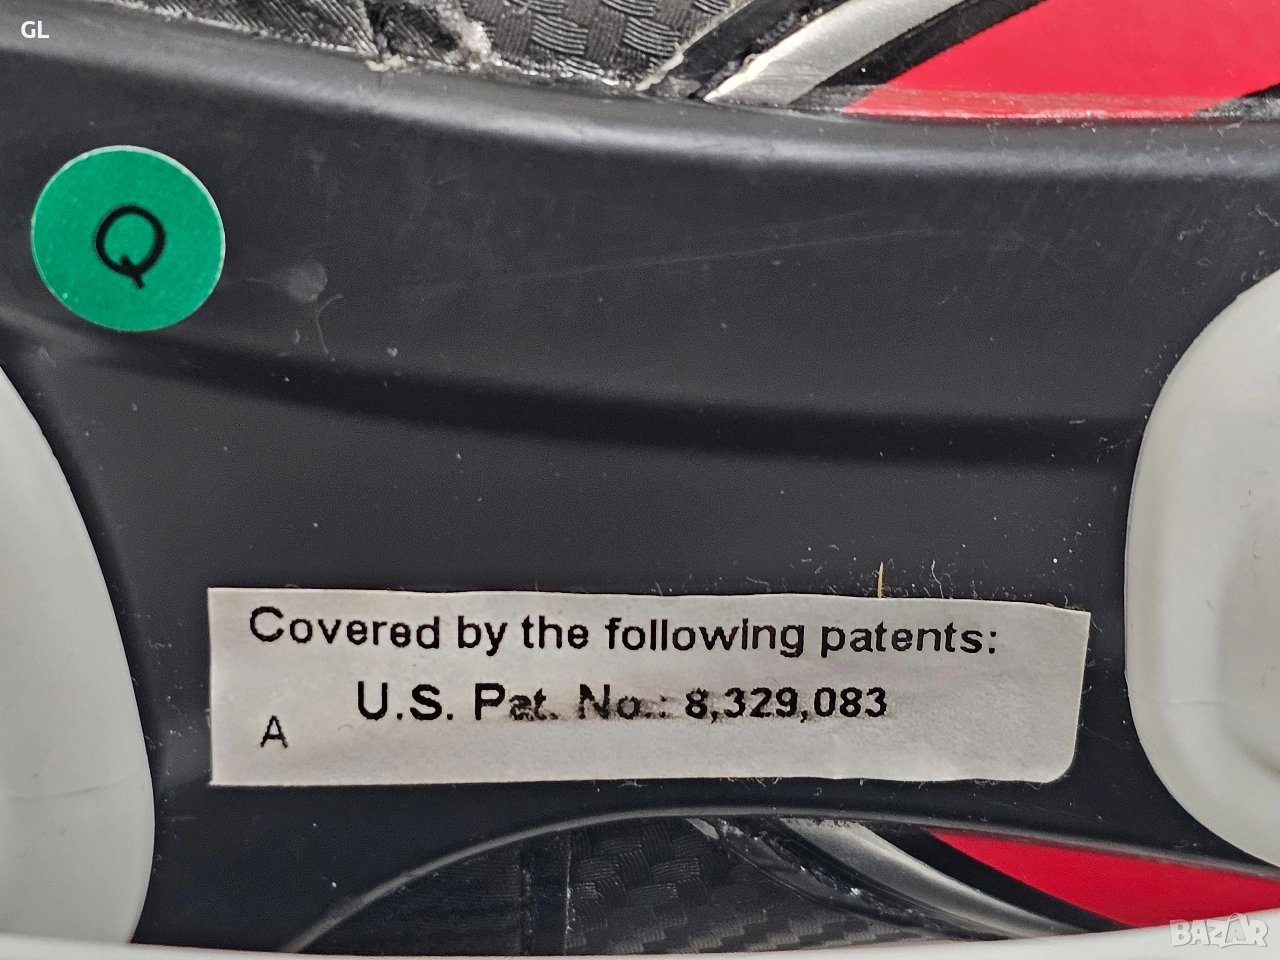 GL
Q
Covered by the following patents:
U.S. Pat. No.: 8,329,083
A
BAZAR